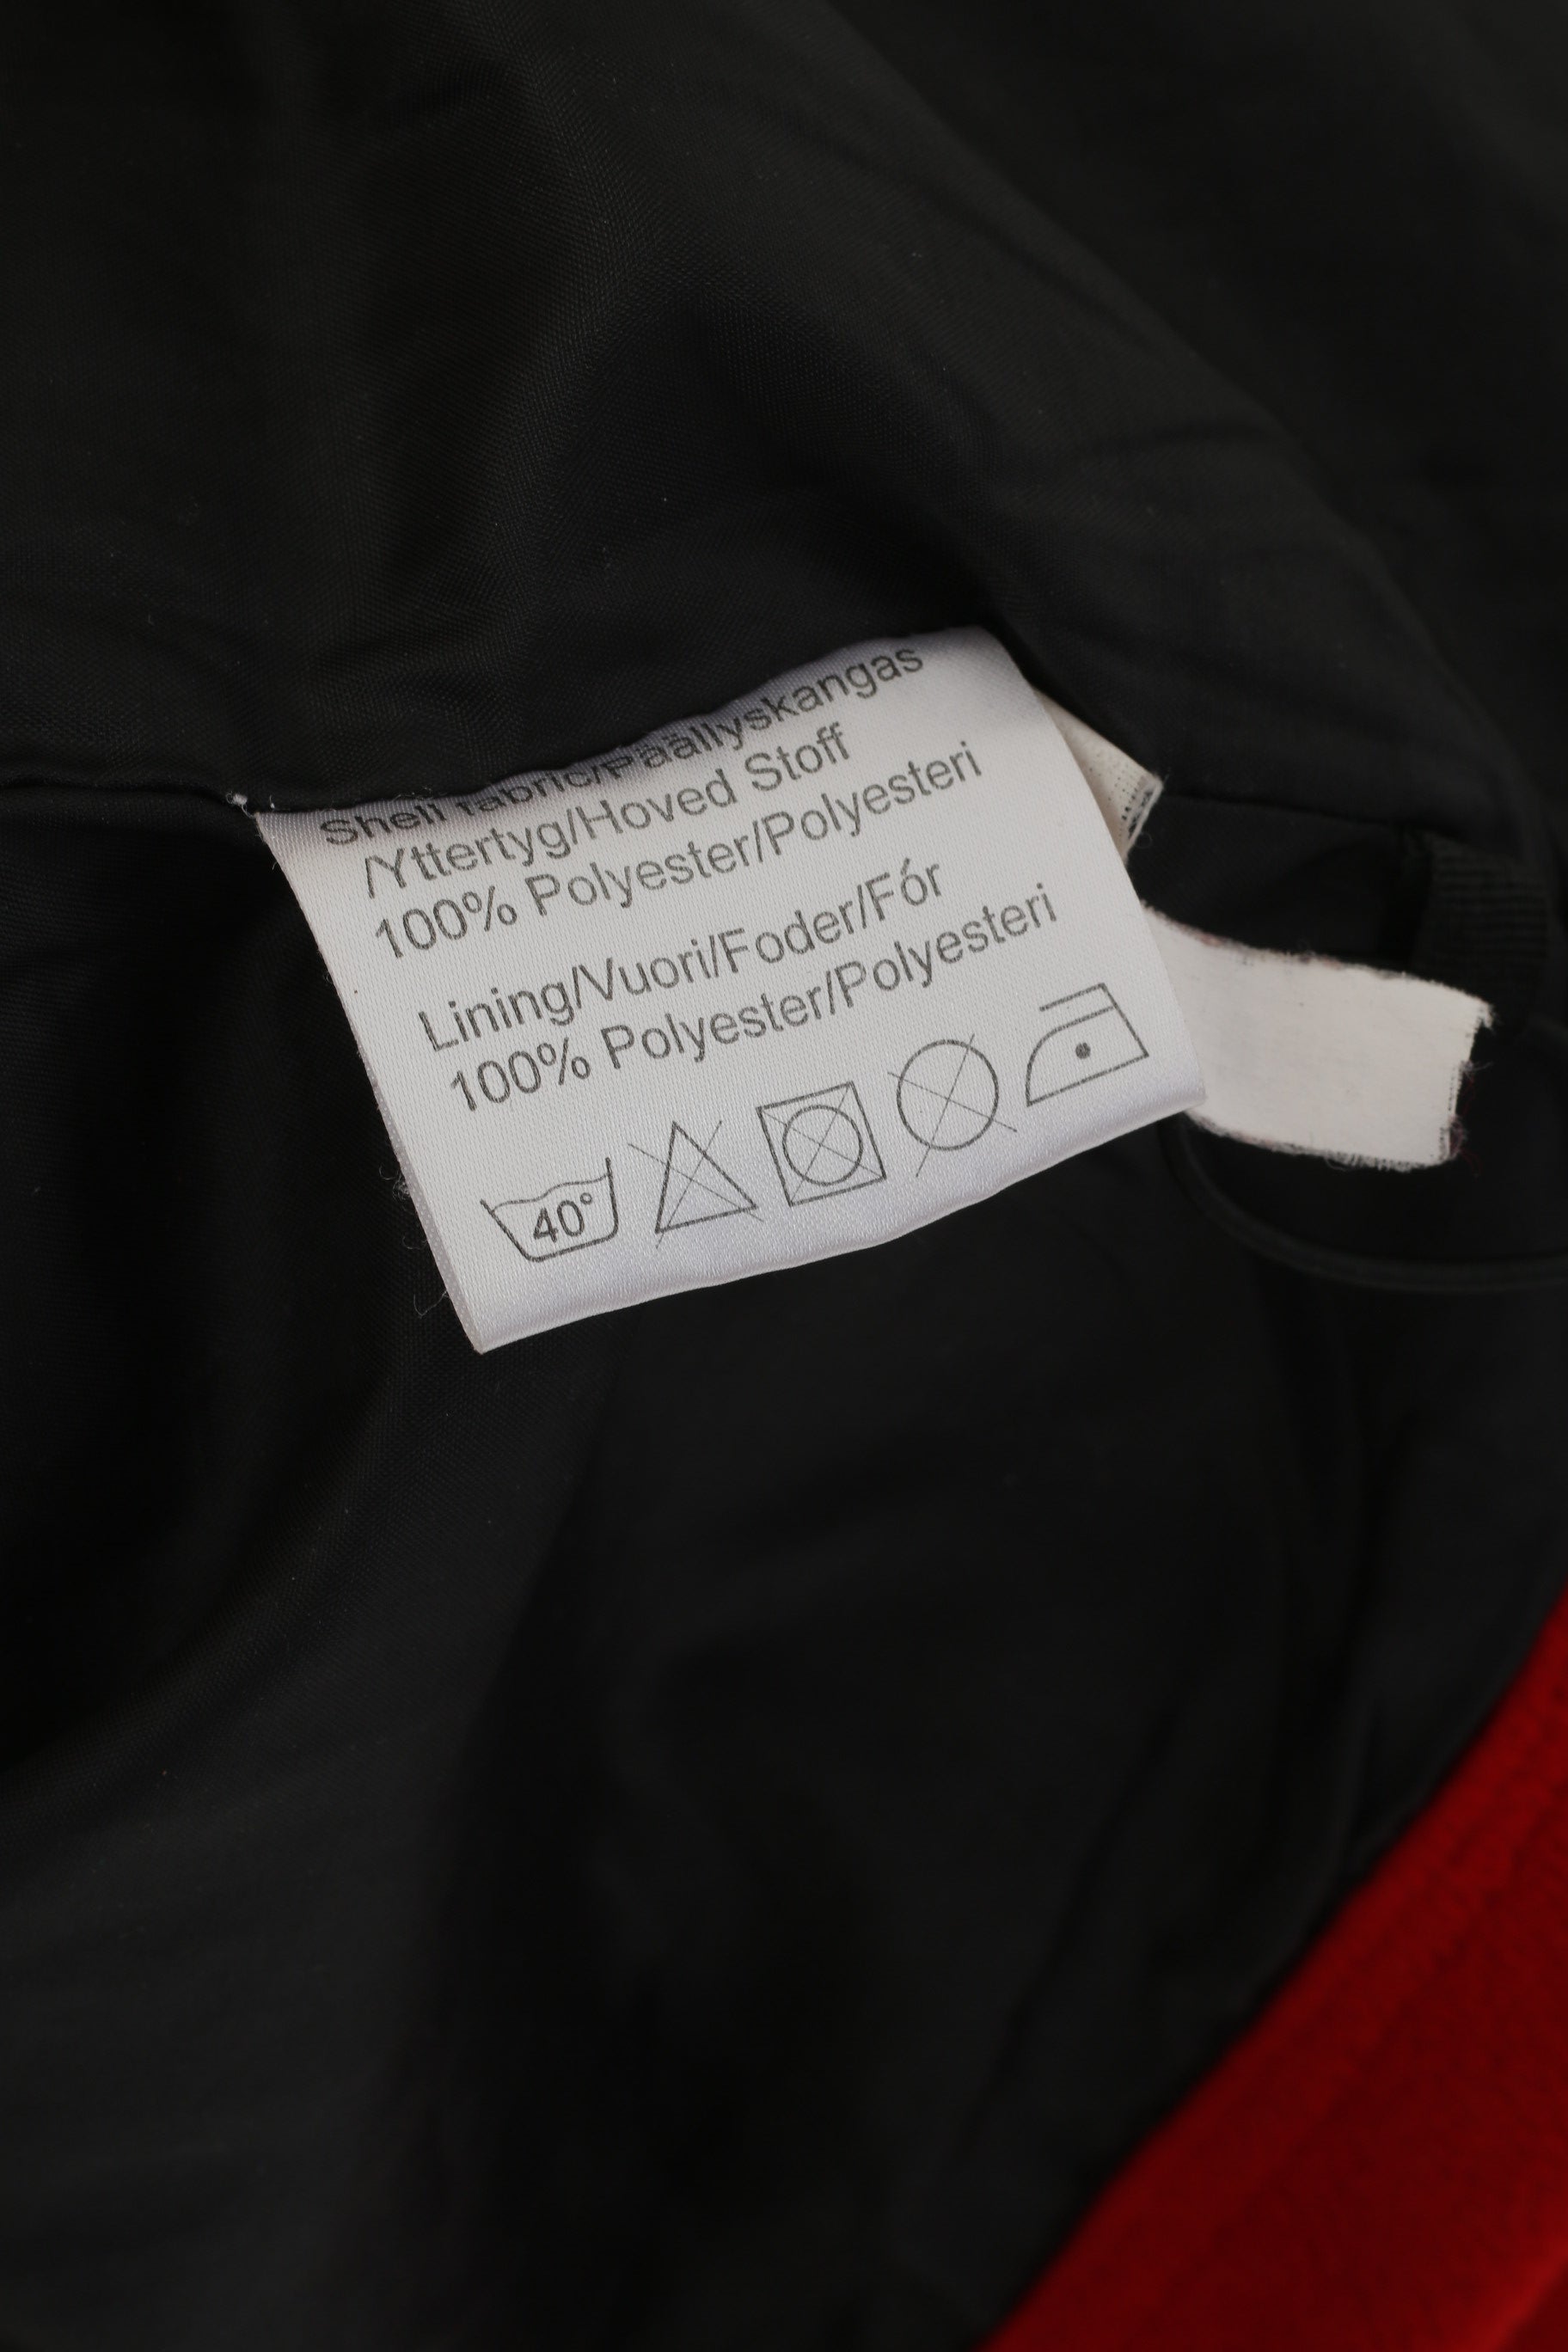 Shell fabric/Päällyskangas
/Yttertyg/Hoved Stoff
100% Polyester/Polyesteri
Lining/Vuori/Foder/Fór
100% Polyester/Polyesteri
40°